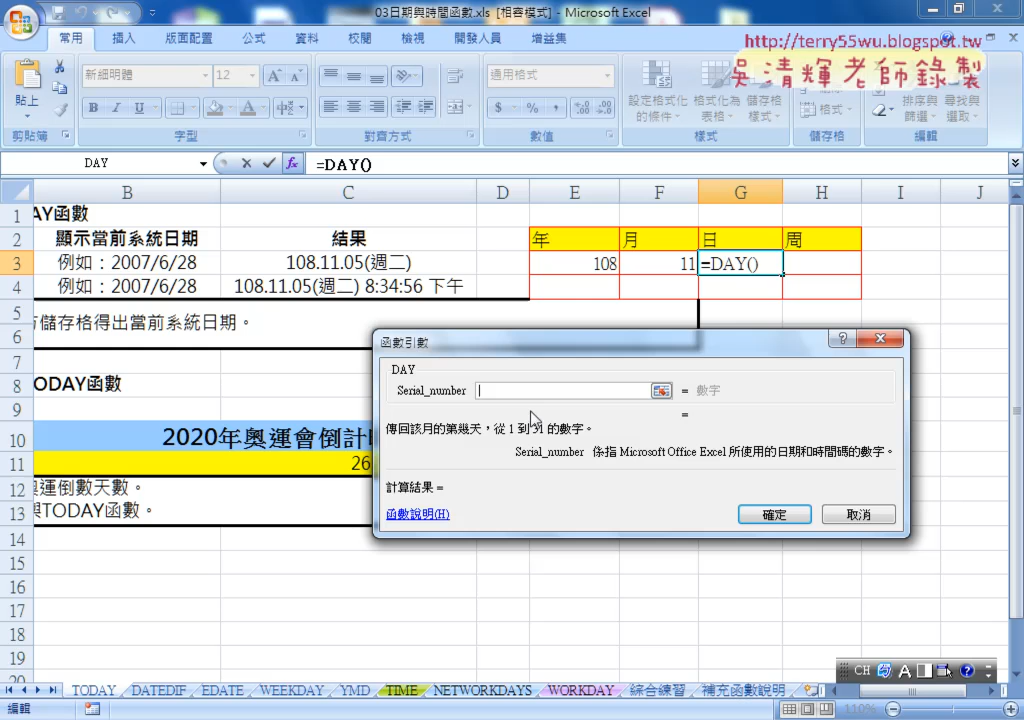 03日期與時間函數.xls [相容模式] - Microsoft Excel
常用 插入 版面配置 公式 資料 校閱 檢視 開發人員 增益集
http://terry55wu.blogspot.tw
吳清輝老師錄製
貼上
新細明體 12
通用格式
B I U
$ % ,
設定格式化的條件 格式化為表格 儲存格樣式
格式
排序與篩選 尋找與選取
剪貼簿 字型 對齊方式 數值 樣式 儲存格 編輯
DAY fx =DAY()
B C D E F G H I J
1 AY函數
2 顯示當前系統日期 結果 年 月 日 周
3 例如：2007/6/28 108.11.05(週二) 108 11 =DAY()
4 例如：2007/6/28 108.11.05(週二) 8:34:56 下午
5 儲存格得出當前系統日期。
6
7
8 ODAY函數
9
10 2020年奧運會倒計
11 26
12 運倒數天數。
13 TODAY函數。
14
15
16
17
18
19
20
函數引數
DAY
Serial_number = 數字
=
傳回該月的第幾天，從 1 到 31 的數字。
Serial_number 係指 Microsoft Office Excel 所使用的日期和時間碼的數字。
計算結果 =
函數說明(H) 確定 取消
CH
TODAY DATEDIF EDATE WEEKDAY YMD TIME NETWORKDAYS WORKDAY 綜合練習 補充函數說明
編輯 110%